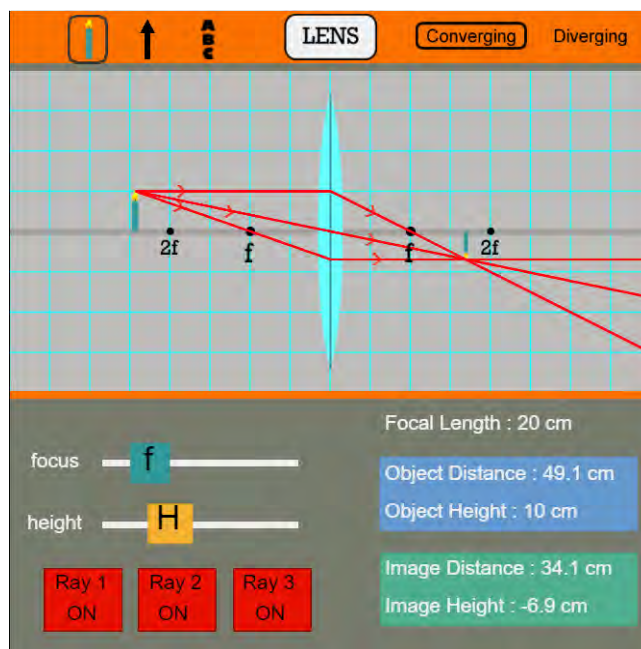 A
B
C
LENS
Converging
Diverging
2f
f
f
2f
focus
f
height
H
Ray 1
ON
Ray 2
ON
Ray 3
ON
Focal Length : 20 cm
Object Distance : 49.1 cm
Object Height : 10 cm
Image Distance : 34.1 cm
Image Height : -6.9 cm